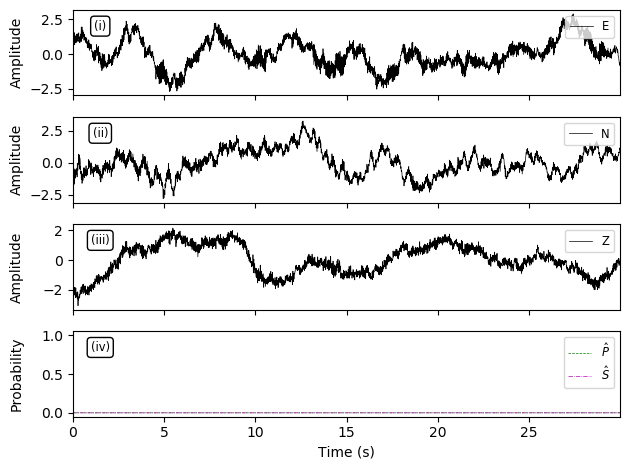 Amplitude
2.5
0.0
−2.5
(i)
E
Amplitude
2.5
0.0
−2.5
(ii)
N
Amplitude
2
0
−2
(iii)
Z
Probability
1.0
0.5
0.0
(iv)
P̂
Ŝ
0 5 10 15 20 25
Time (s)